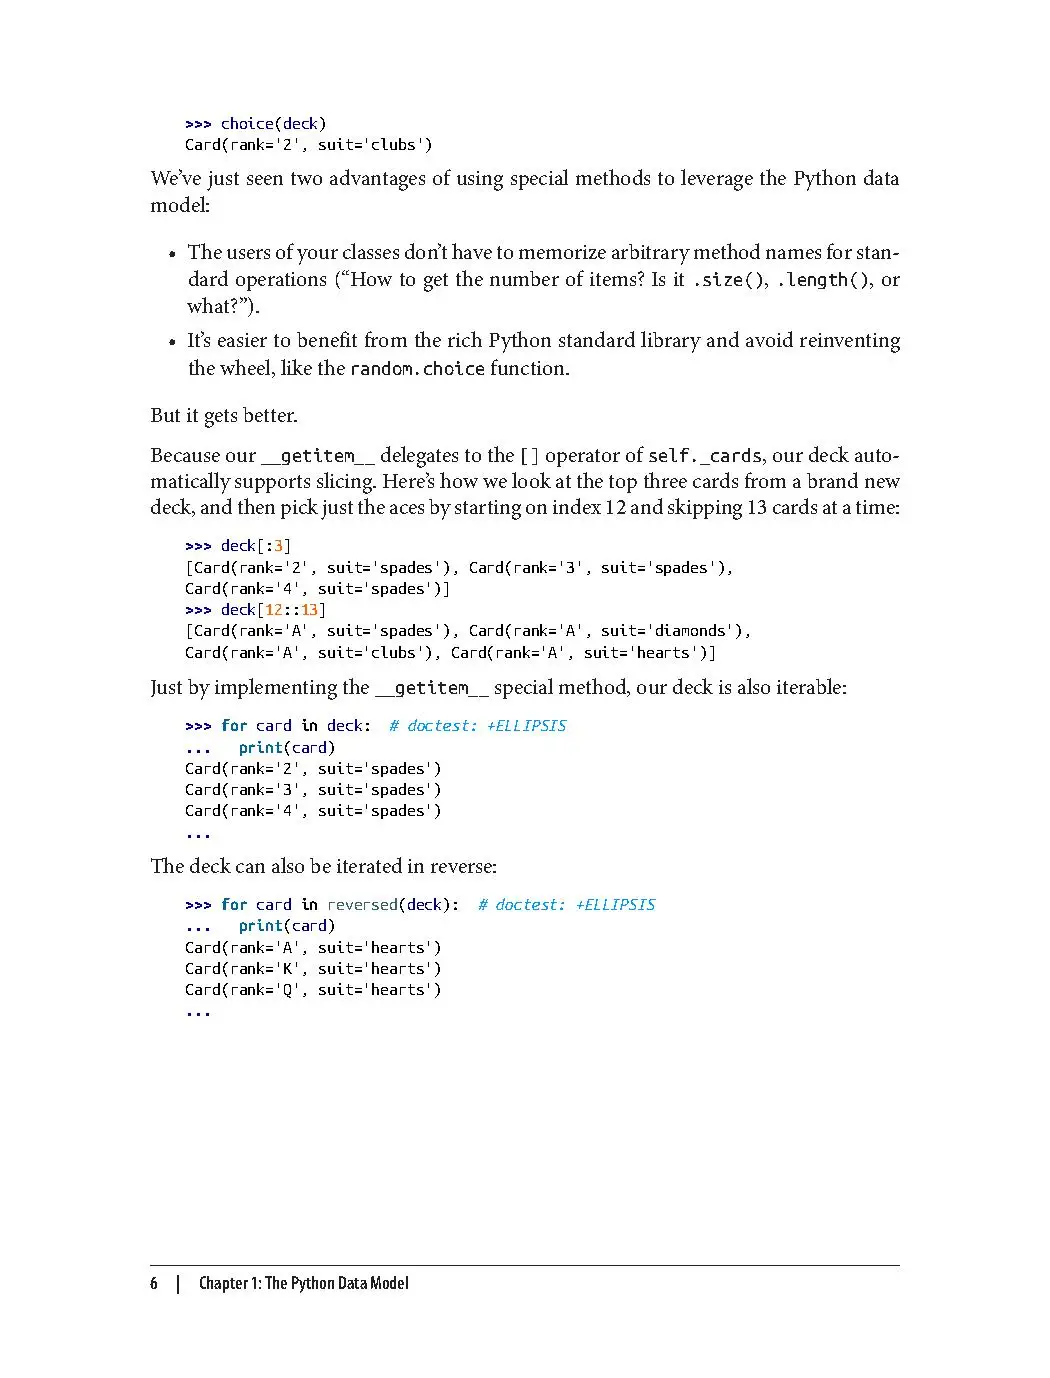 >>> choice(deck)
Card(rank='2', suit='clubs')
We’ve just seen two advantages of using special methods to leverage the Python data
model:
• The users of your classes don’t have to memorize arbitrary method names for stan-
dard operations (“How to get the number of items? Is it .size(), .length(), or
what?”).
• It’s easier to benefit from the rich Python standard library and avoid reinventing
the wheel, like the random.choice function.
But it gets better.
Because our __getitem__ delegates to the [] operator of self._cards, our deck auto-
matically supports slicing. Here’s how we look at the top three cards from a brand new
deck, and then pick just the aces by starting on index 12 and skipping 13 cards at a time:
>>> deck[:3]
[Card(rank='2', suit='spades'), Card(rank='3', suit='spades'),
Card(rank='4', suit='spades')]
>>> deck[12::13]
[Card(rank='A', suit='spades'), Card(rank='A', suit='diamonds'),
Card(rank='A', suit='clubs'), Card(rank='A', suit='hearts')]
Just by implementing the __getitem__ special method, our deck is also iterable:
>>> for card in deck:  # doctest: +ELLIPSIS
...   print(card)
Card(rank='2', suit='spades')
Card(rank='3', suit='spades')
Card(rank='4', suit='spades')
...
The deck can also be iterated in reverse:
>>> for card in reversed(deck):  # doctest: +ELLIPSIS
...   print(card)
Card(rank='A', suit='hearts')
Card(rank='K', suit='hearts')
Card(rank='Q', suit='hearts')
...
6 | Chapter 1: The Python Data Model